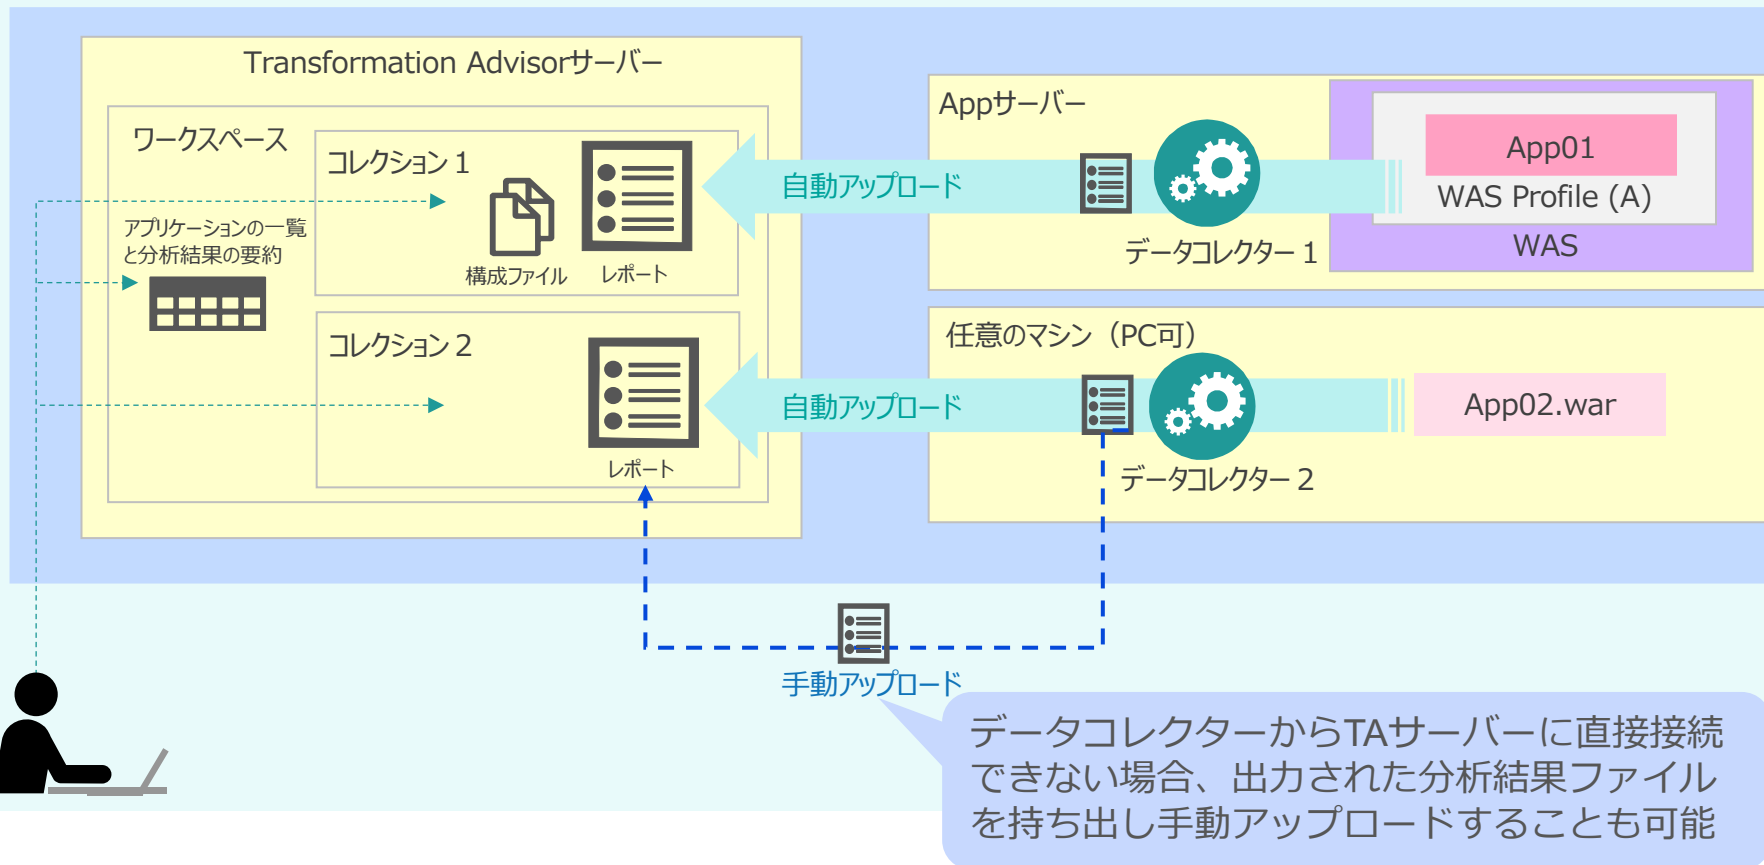 Transformation Advisorサーバー
ワークスペース
アプリケーションの一覧
と分析結果の要約
コレクション 1
構成ファイル
レポート
コレクション 2
レポート
自動アップロード
自動アップロード
Appサーバー
データコレクター 1
App01
WAS Profile (A)
WAS
任意のマシン（PC可）
データコレクター 2
App02.war
手動アップロード
データコレクターからTAサーバーに直接接続
できない場合、出力された分析結果ファイル
を持ち出し手動アップロードすることも可能